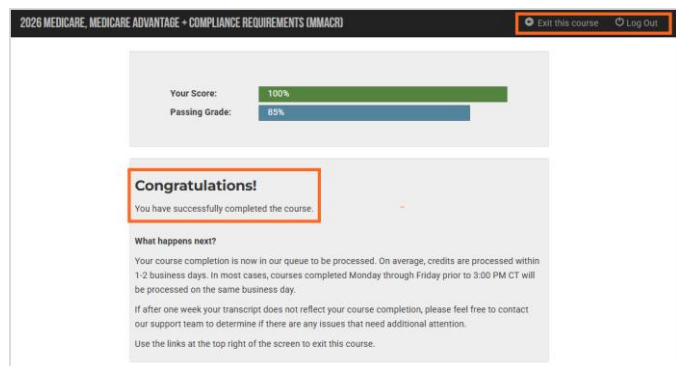 2026 MEDICARE, MEDICARE ADVANTAGE + COMPLIANCE REQUIREMENTS (MMACR)
Exit this course
Log Out
Your Score:
100%
Passing Grade:
85%
Congratulations!
You have successfully completed the course.
What happens next?
Your course completion is now in our queue to be processed. On average, credits are processed within
1-2 business days. In most cases, courses completed Monday through Friday prior to 3:00 PM CT will
be processed on the same business day.
If after one week your transcript does not reflect your course completion, please feel free to contact
our support team to determine if there are any issues that need additional attention.
Use the links at the top right of the screen to exit this course.